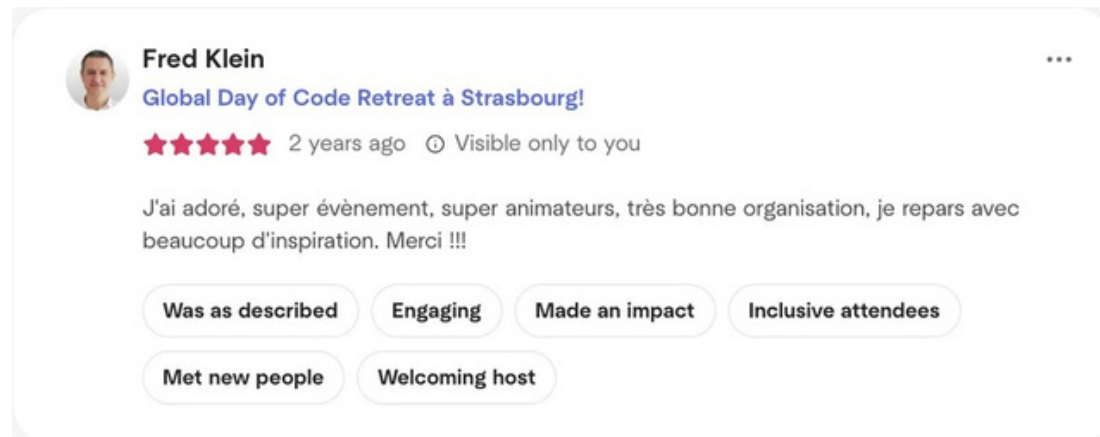 Fred Klein
Global Day of Code Retreat à Strasbourg!
2 years ago Visible only to you
J'ai adoré, super évènement, super animateurs, très bonne organisation, je repars avec
beaucoup d'inspiration. Merci !!!
Was as described Engaging Made an impact Inclusive attendees
Met new people Welcoming host